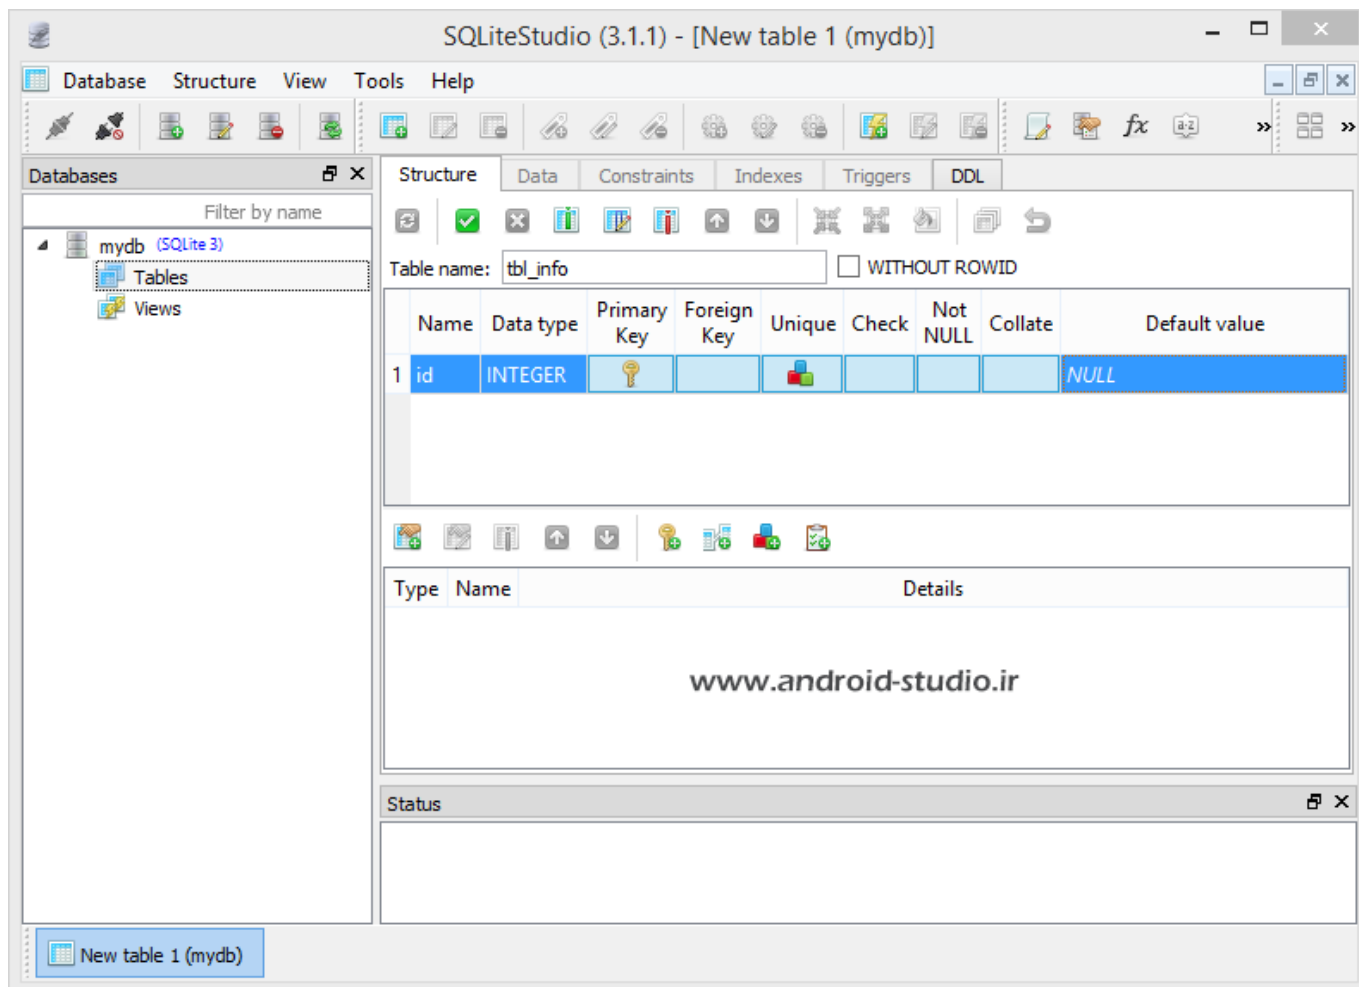 SQLiteStudio (3.1.1) - [New table 1 (mydb)]
Database Structure View Tools Help
fx a·z » »
Databases
Structure Data Constraints Indexes Triggers DDL
Filter by name
mydb (SQLite 3)
Tables
Views
Table name: tbl_info WITHOUT ROWID
Name Data type Primary Key Foreign Key Unique Check Not NULL Collate Default value
1 id INTEGER NULL
Type Name Details
www.android-studio.ir
Status
New table 1 (mydb)